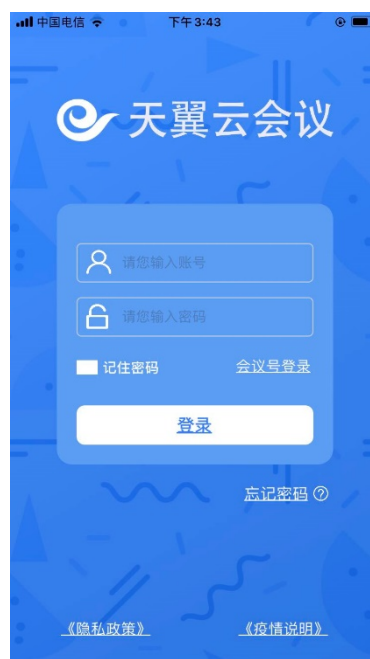 中国电信 下午3:43
天翼云会议
请您输入账号
请您输入密码
记住密码 会议号登录
登录
忘记密码?
《隐私政策》 《疫情说明》